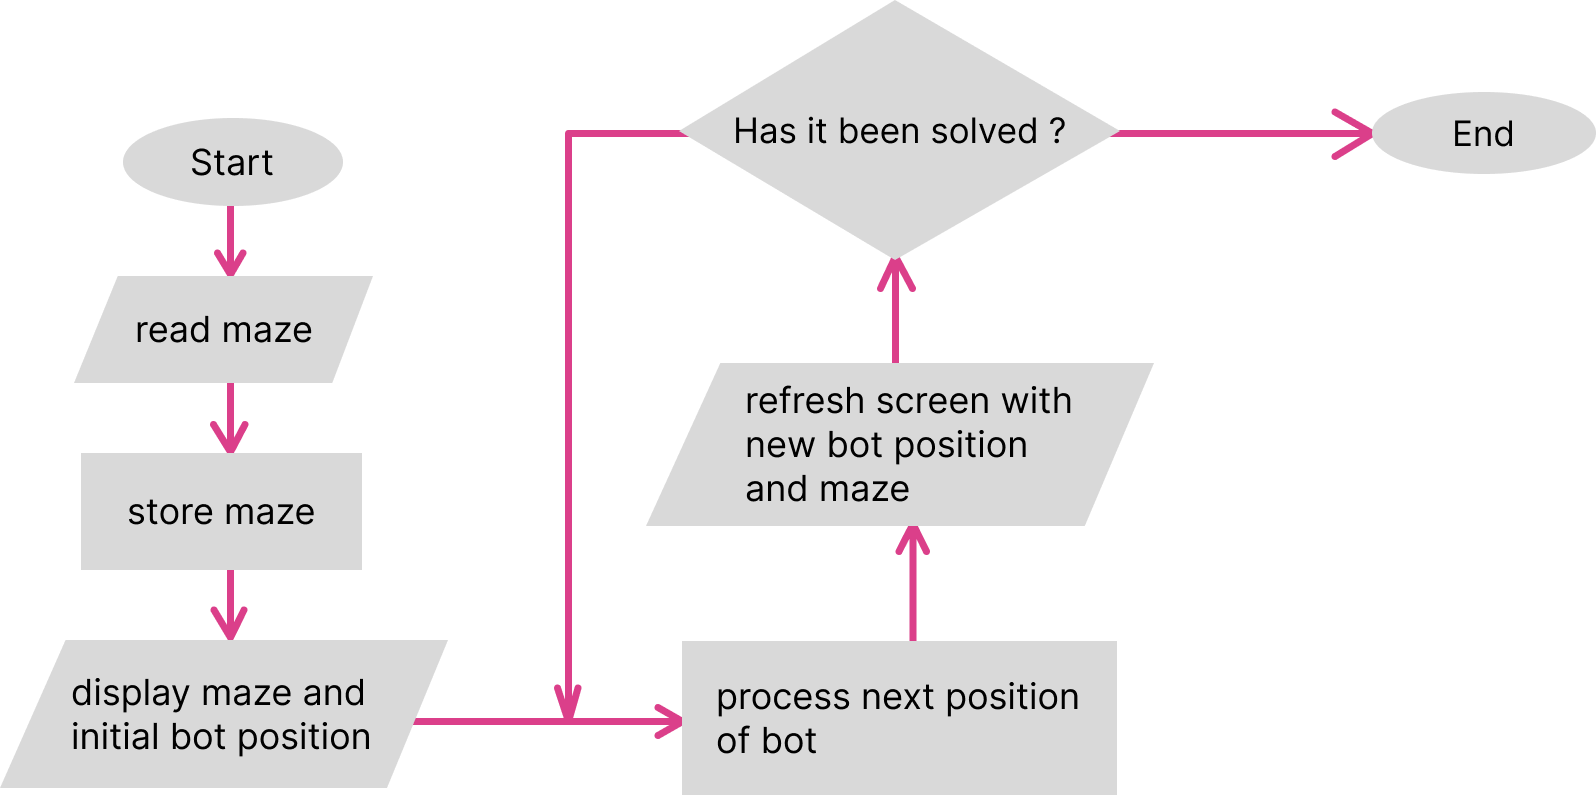 Start
read maze
store maze
display maze and
initial bot position
process next position
of bot
refresh screen with
new bot position
and maze
Has it been solved ?
End